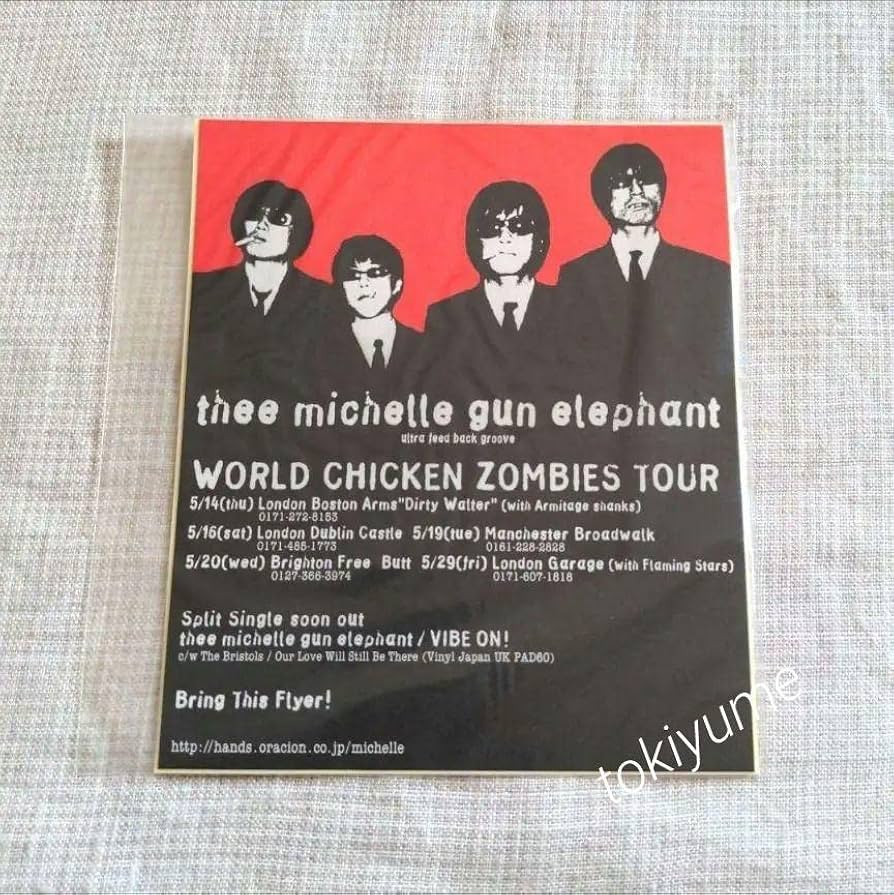 thee michelle gun elephant
ultra feed back groove
WORLD CHICKEN ZOMBIES TOUR
5/14(thu) London Boston Arms"Dirty Walter" (with Armitage shanks)
0171-272-8153
5/16(sat) London Dublin Castle 5/19(tue) Manchester Broadwalk
0171-485-1773 0161-228-2828
5/20(wed) Brighton Free Butt 5/29(fri) London Garage (with Flaming Stars)
0127-366-3974 0171-607-1818
Split Single soon out
thee michelle gun elephant / VIBE ON!
c/w The Bristols / Our Love Will Still Be There (Vinyl Japan UK PAD60)
Bring This Flyer!
http://hands.oracion.co.jp/michelle
tokiyume